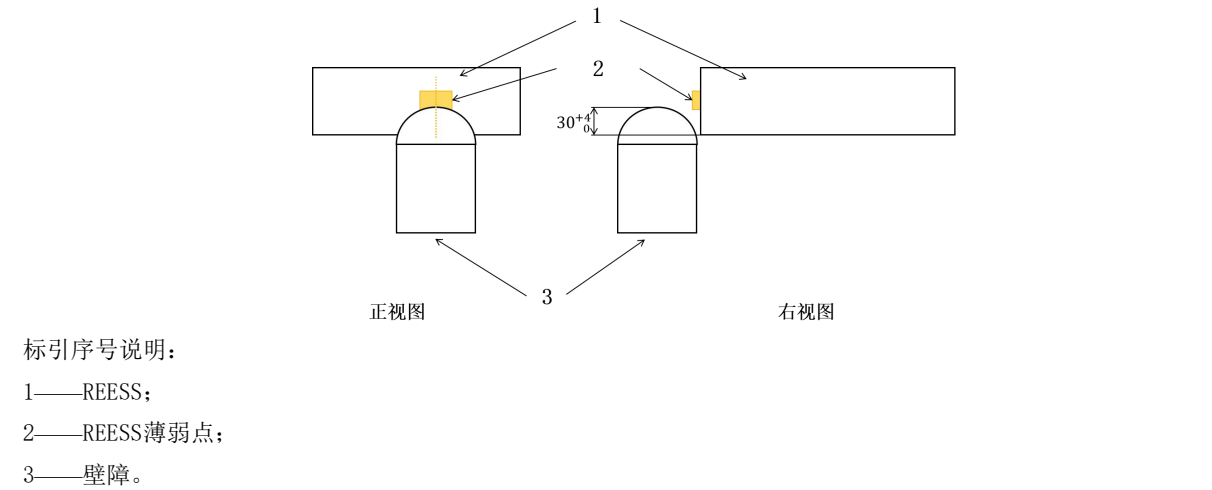 1
2
30+4 0
3
正视图 右视图
标引序号说明：
1——REESS；
2——REESS薄弱点；
3——壁障。